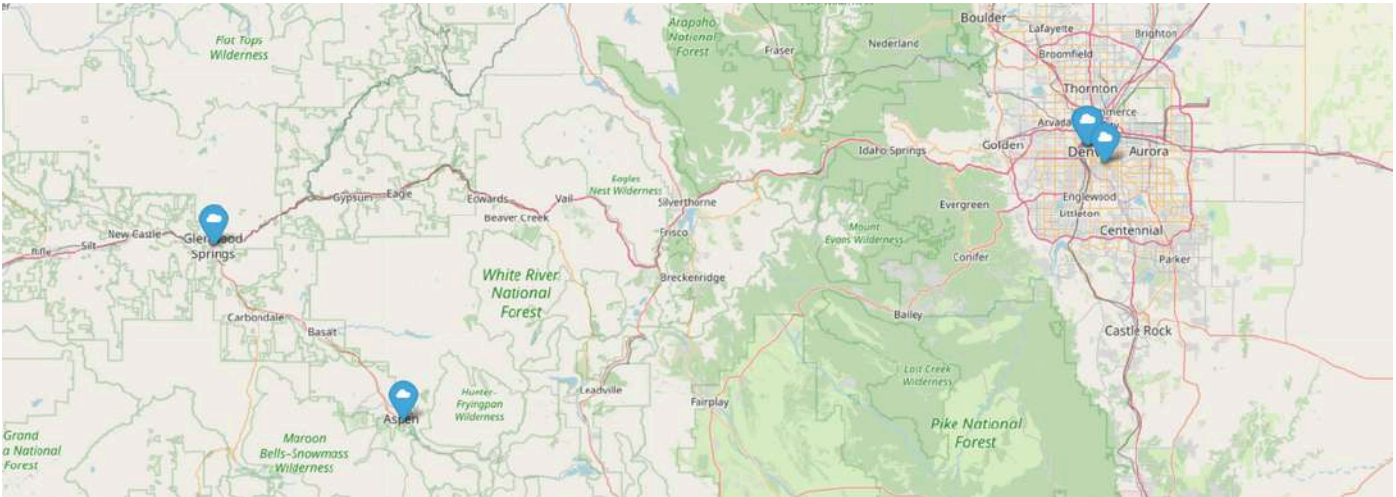 Boulder
Lafayette
Brighton
Flat Tops
Wilderness
Arapaho
National
Forest
Fraser
Nederland
Broomfield
Thornton
Arvada
Idaho Springs
Golden
Aurora
Gypsum
Eagle
Edwards
Eagles
Nest Wilderness
Vail
Beaver Creek
Silverthorne
Evergreen
Englewood
Littleton
Centennial
Rifle
Silt
New Castle
Springs
Frisco
Mount
Evans Wilderness
Conifer
Parker
White River
National
Forest
Breckenridge
Carbondale
Basat
Bailey
Castle Rock
Leadville
Hunter-
Fryingpan
Wilderness
Lost Creek
Wilderness
Fairplay
Aspen
Pike National
Forest
Grand
a National
Forest
Maroon
Bells–Snowmass
Wilderness